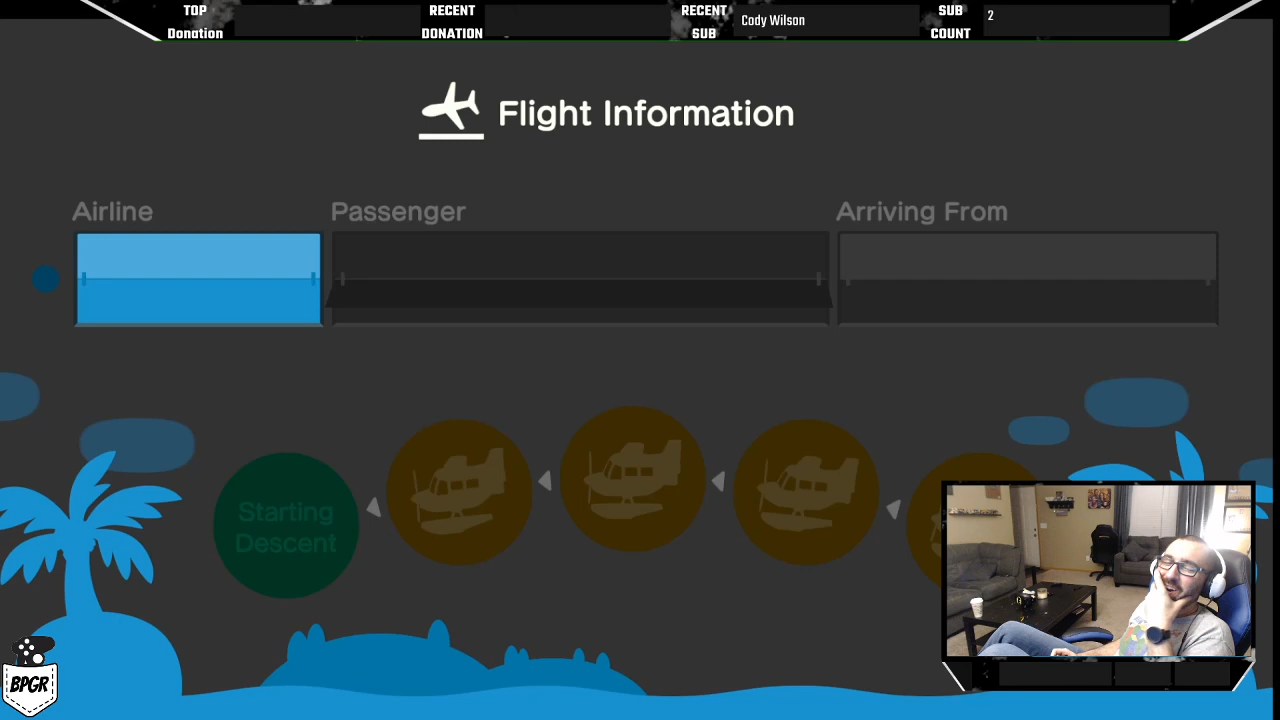 TOP
Donation
RECENT
DONATION
RECENT
SUB
Cody Wilson
SUB
COUNT
2
Flight Information
Airline
Passenger
Arriving From
Starting
Descent
BPGR